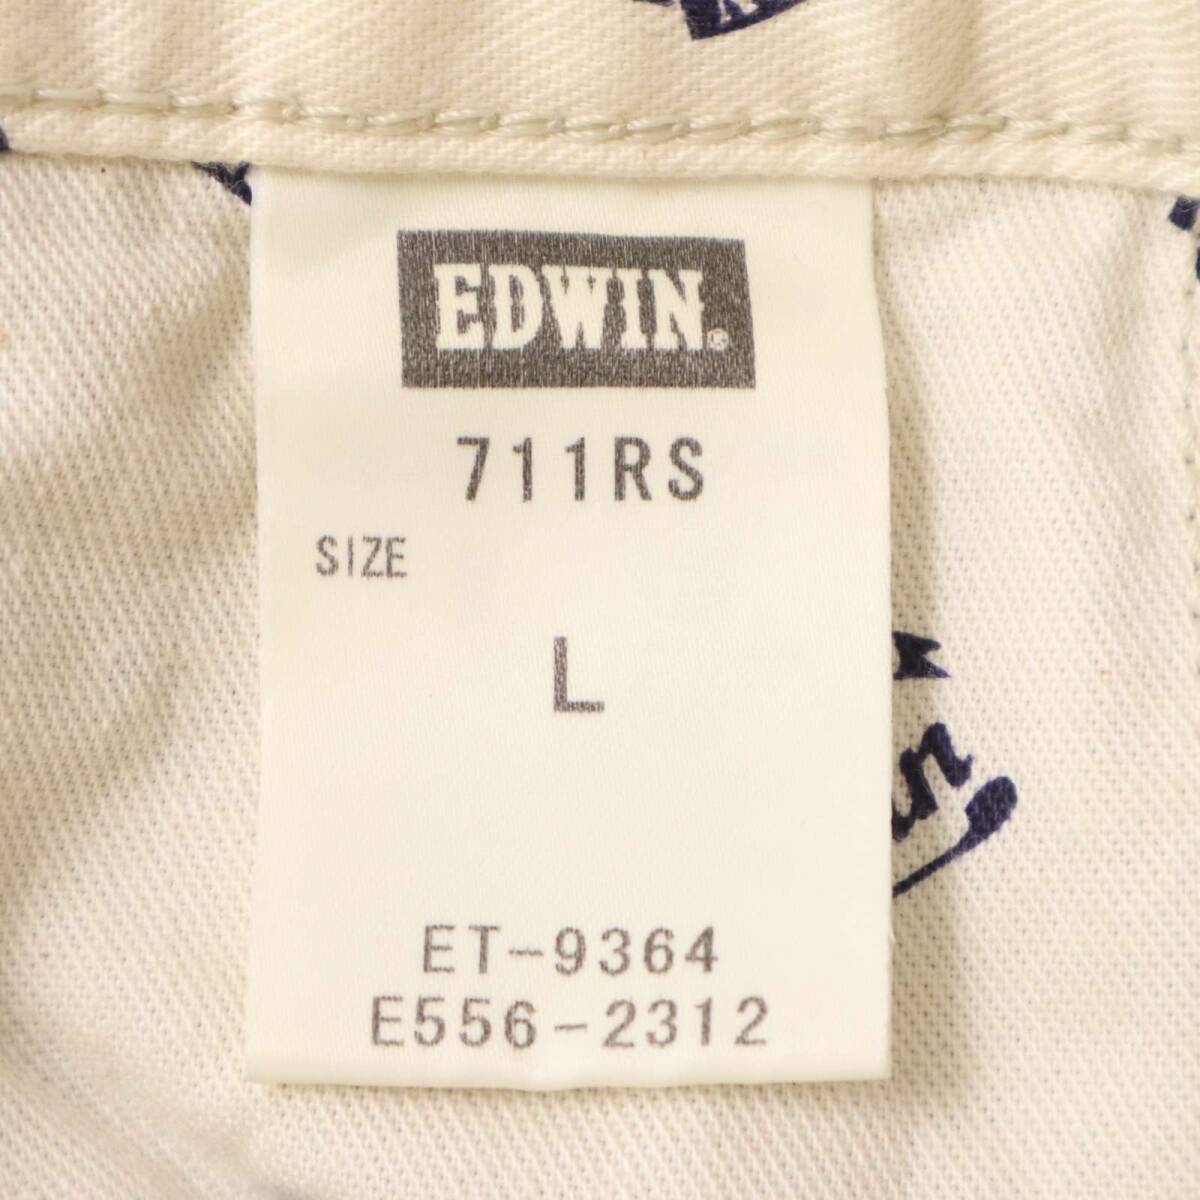 EDWIN®
711RS
SIZE
L
ET-9364
E556-2312